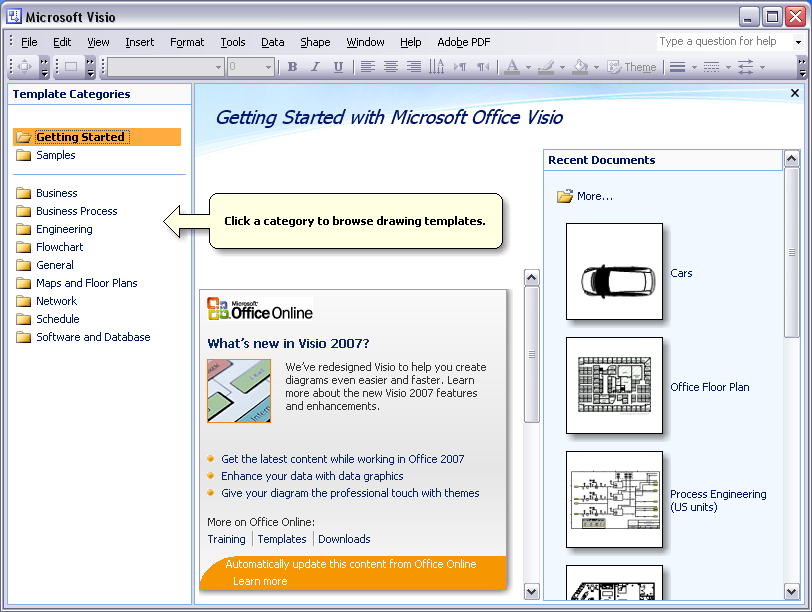 Microsoft Visio
File Edit View Insert Format Tools Data Shape Window Help Adobe PDF Type a question for help
0 B I U A Theme
Template Categories
Getting Started
Samples
Business
Business Process
Engineering
Flowchart
General
Maps and Floor Plans
Network
Schedule
Software and Database
Getting Started with Microsoft Office Visio
Click a category to browse drawing templates.
Microsoft
Office Online
What's new in Visio 2007?
We've redesigned Visio to help you create
diagrams even easier and faster. Learn
more about the new Visio 2007 features
and enhancements.
Get the latest content while working in Office 2007
Enhance your data with data graphics
Give your diagram the professional touch with themes
More on Office Online:
Training Templates Downloads
Automatically update this content from Office Online
Learn more
Recent Documents
More...
Cars
Office Floor Plan
Process Engineering
(US units)